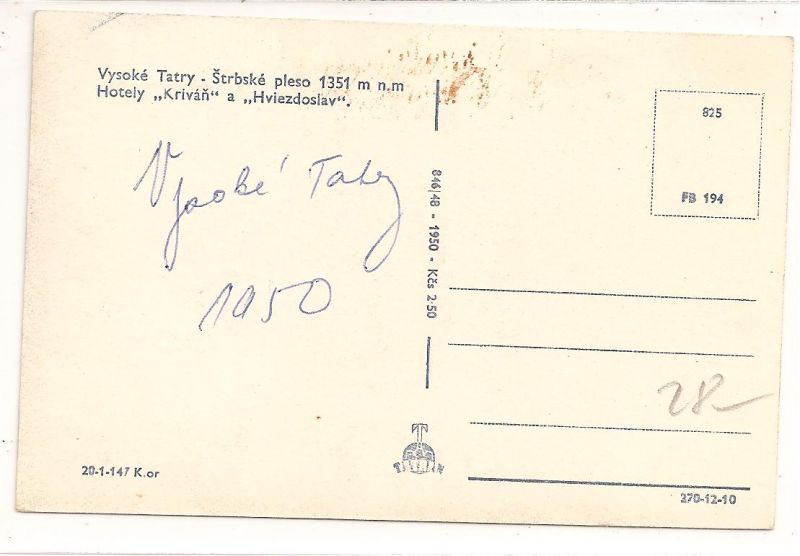 Vysoké Tatry - Štrbské pleso 1351 m n.m
Hotely „Kriváň" a „Hviezdoslav".
Vysoké Tatry
1950
20-1-147 K.or
846/48 - 1950 - Kčs 2·50
825
FB 194
28-
270-12-10